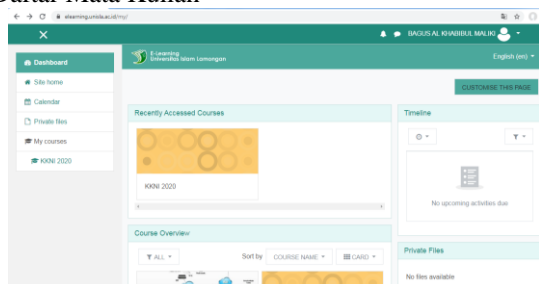 Daftar Mata Kuliah
elearning.unisla.ac.id/my/
BAGUS AL KHABIBUL MALIKI
E-Learning
Universitas Islam Lamongan
English (en)
Dashboard
Site home
Calendar
Private files
My courses
KKNI 2020
CUSTOMISE THIS PAGE
Recently Accessed Courses
KKNI 2020
Timeline
No upcoming activities due
Course Overview
ALL
Sort by
COURSE NAME
CARD
Private Files
No files available